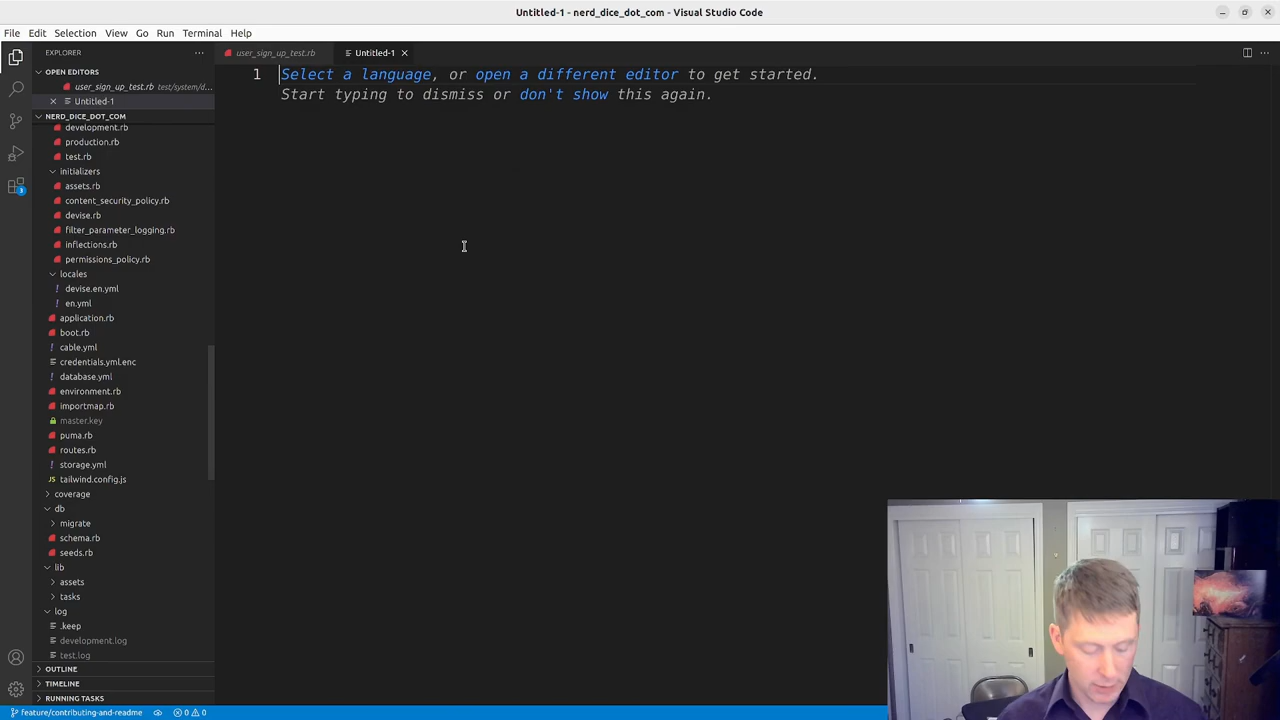 Untitled-1 - nerd_dice_dot_com - Visual Studio Code
File Edit Selection View Go Run Terminal Help
EXPLORER
OPEN EDITORS
user_sign_up_test.rb test/system/d...
Untitled-1
NERD_DICE_DOT_COM
development.rb
production.rb
test.rb
initializers
assets.rb
content_security_policy.rb
devise.rb
filter_parameter_logging.rb
inflections.rb
permissions_policy.rb
locales
devise.en.yml
en.yml
application.rb
boot.rb
cable.yml
credentials.yml.enc
database.yml
environment.rb
importmap.rb
master.key
puma.rb
routes.rb
storage.yml
tailwind.config.js
coverage
db
migrate
schema.rb
seeds.rb
lib
assets
tasks
log
.keep
development.log
test.log
OUTLINE
TIMELINE
RUNNING TASKS
user_sign_up_test.rb Untitled-1
1 Select a language, or open a different editor to get started.
Start typing to dismiss or don't show this again.
3
feature/contributing-and-readme 0 0